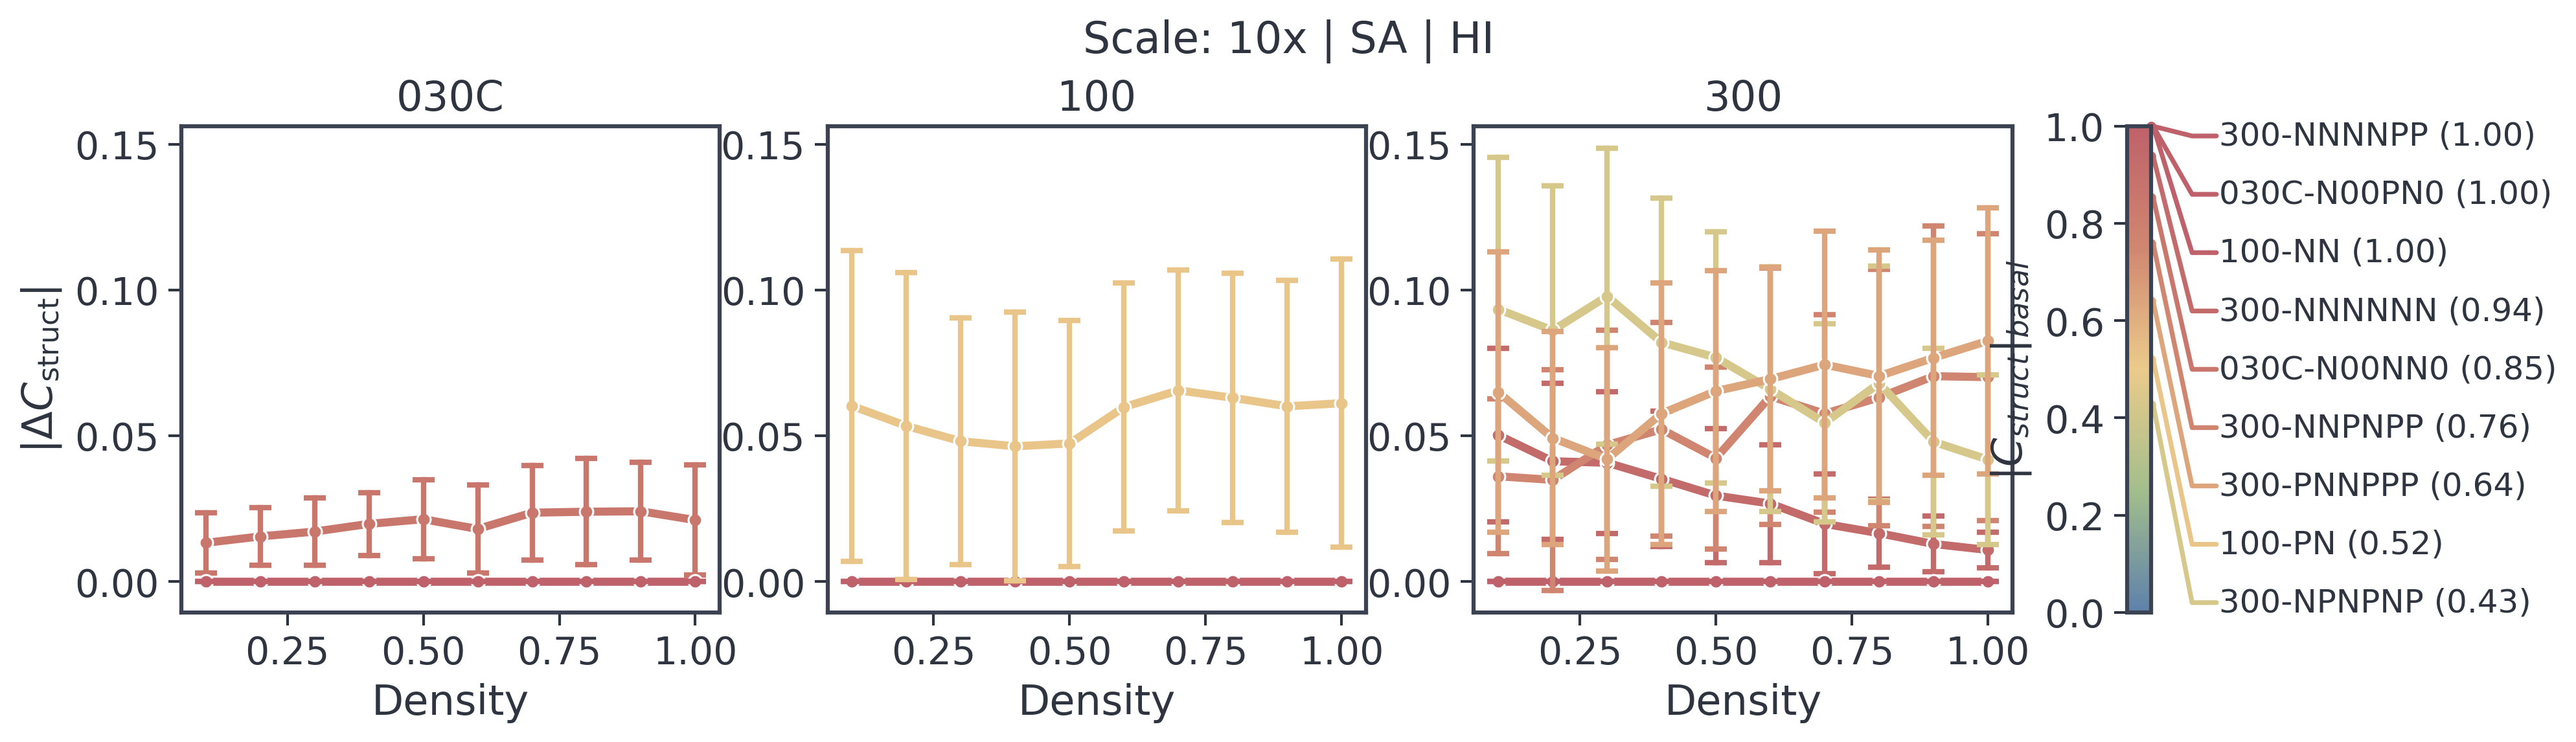 Scale: 10x | SA | HI
030C
100
300
|ΔCstruct|
0.15
0.10
0.05
0.00
0.25 0.50 0.75 1.00
Density
0.15
0.10
0.05
0.00
0.25 0.50 0.75 1.00
Density
0.15
0.10
0.05
0.00
0.25 0.50 0.75 1.00
Density
|Cstruct|basal
1.0
0.8
0.6
0.4
0.2
0.0
300-NNNNPP (1.00)
030C-N00PN0 (1.00)
100-NN (1.00)
300-NNNNNN (0.94)
030C-N00NN0 (0.85)
300-NNPNPP (0.76)
300-PNNPPP (0.64)
100-PN (0.52)
300-NPNPNP (0.43)